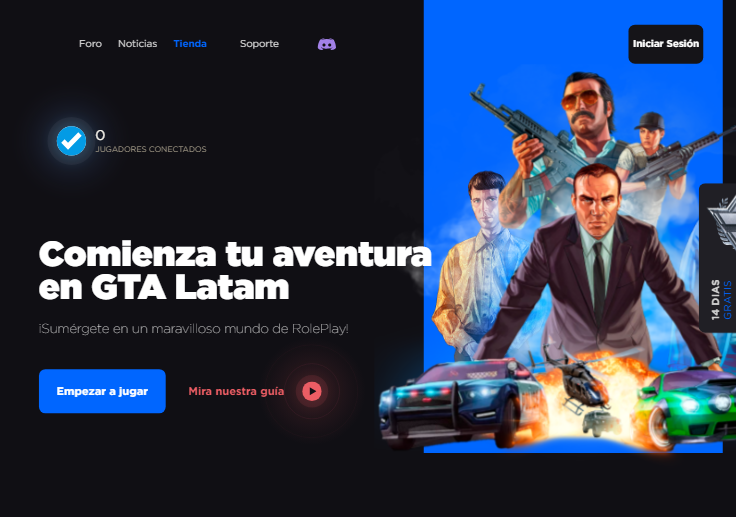 Foro Noticias Tienda Soporte
Iniciar Sesión
0
JUGADORES CONECTADOS
Comienza tu aventura
en GTA Latam
¡Sumérgete en un maravilloso mundo de RolePlay!
Empezar a jugar
Mira nuestra guía
14 DIAS
GRATIS